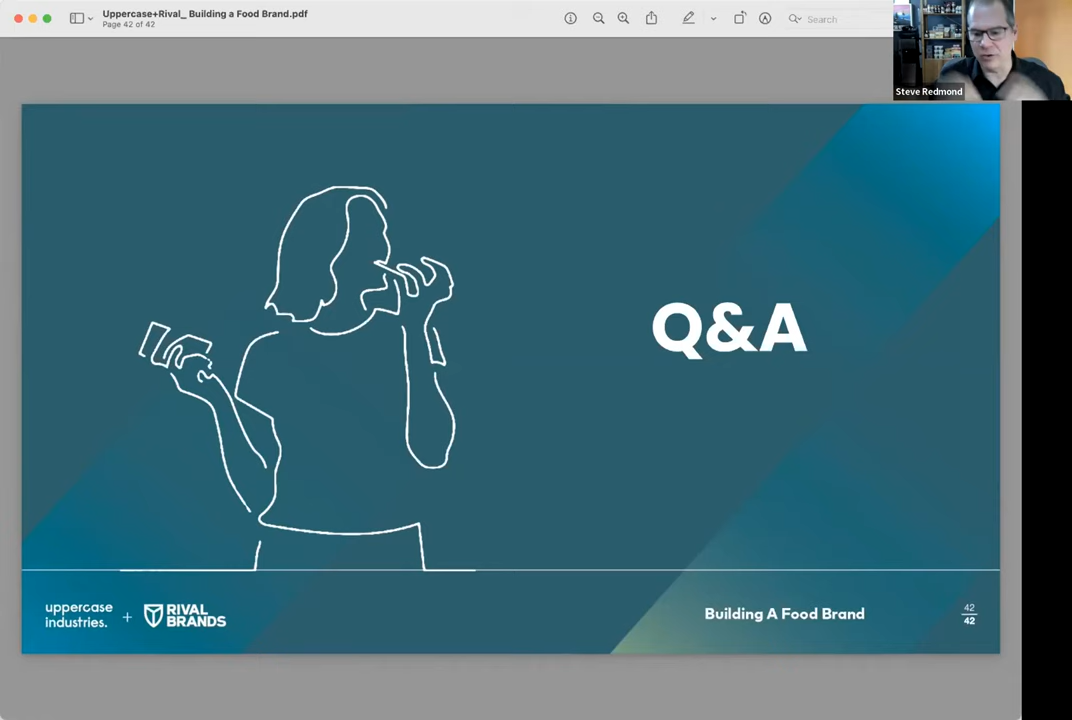 Uppercase+Rival_ Building a Food Brand.pdf
Page 42 of 42
Search
Steve Redmond
Q&A
uppercase
industries.
+
RIVAL
BRANDS
Building A Food Brand
42
42